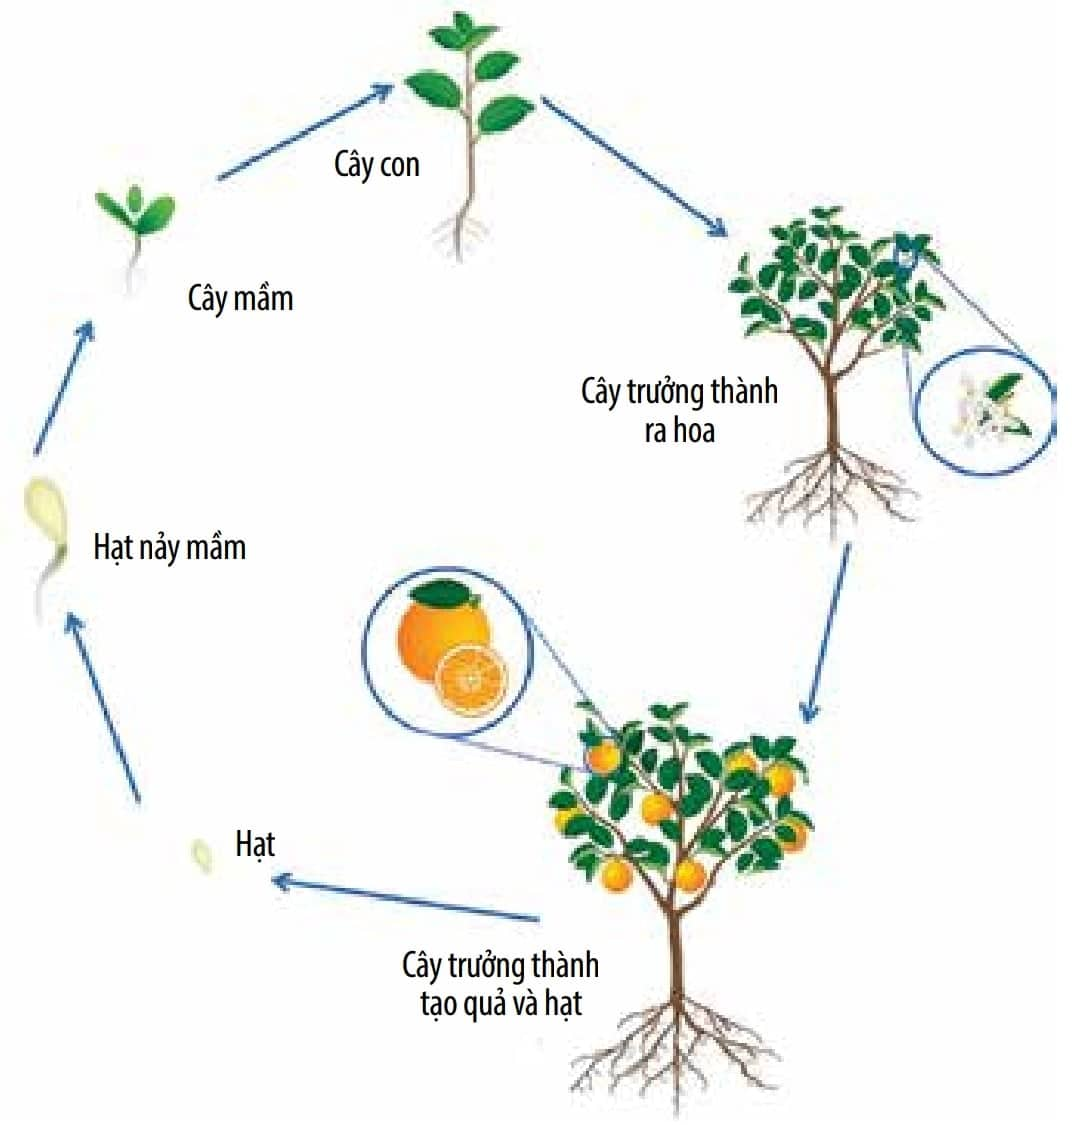 Cây con
Cây mầm
Cây trưởng thành
ra hoa
Hạt nảy mầm
Hạt
Cây trưởng thành
tạo quả và hạt